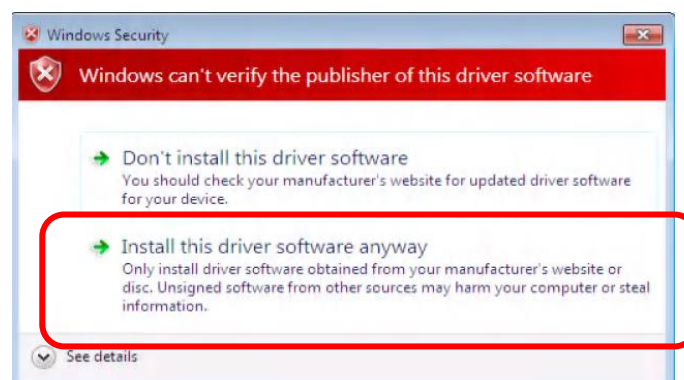 Windows Security
Windows can't verify the publisher of this driver software
Don't install this driver software
You should check your manufacturer's website for updated driver software
for your device.
Install this driver software anyway
Only install driver software obtained from your manufacturer's website or
disc. Unsigned software from other sources may harm your computer or steal
information.
See details